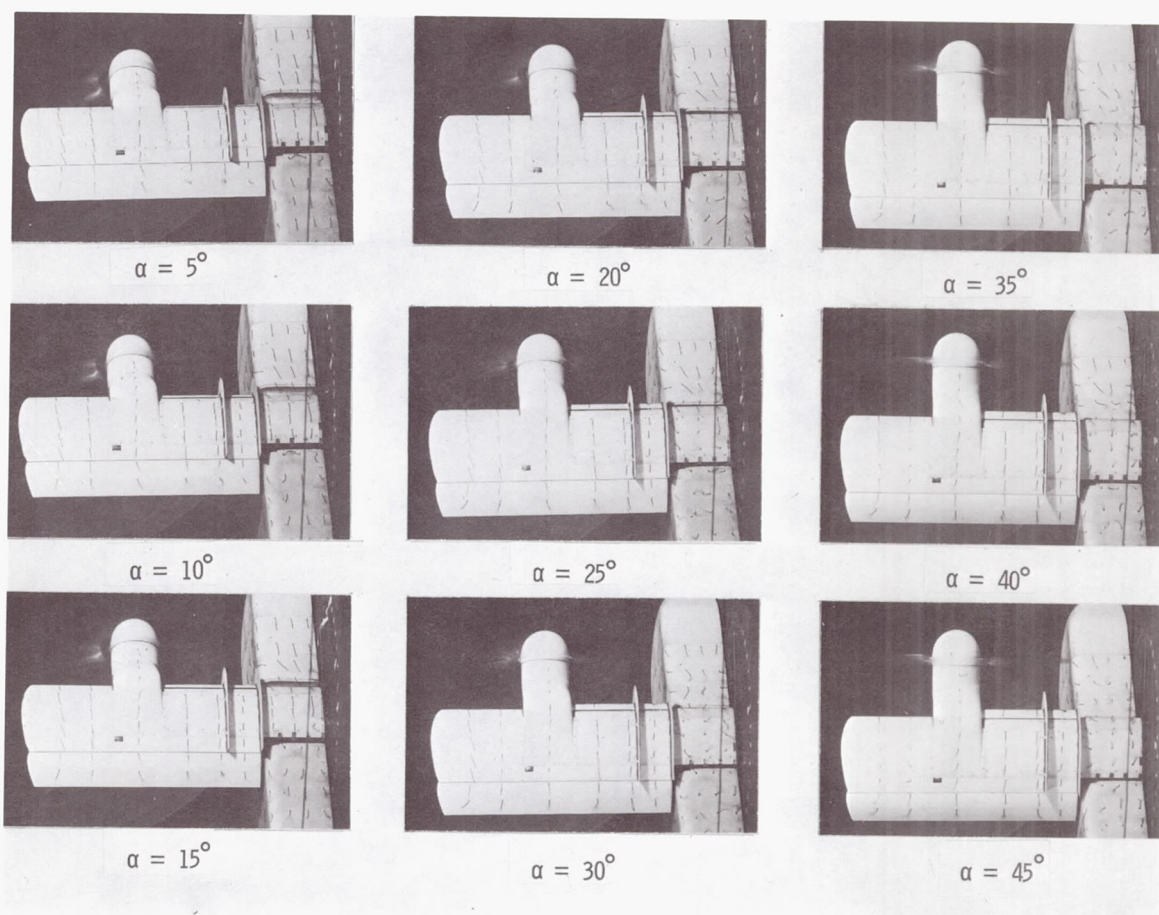 α = 5°
α = 20°
α = 35°
α = 10°
α = 25°
α = 40°
α = 15°
α = 30°
α = 45°